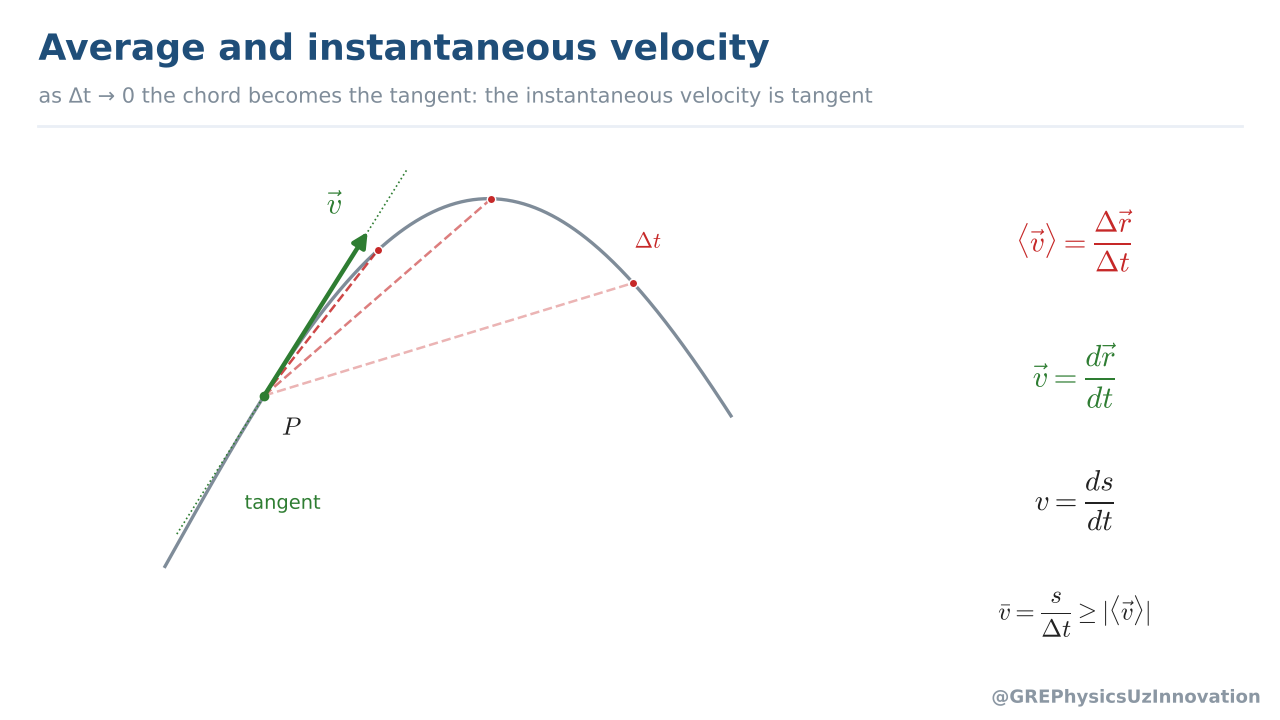 Average and instantaneous velocity
as Δt → 0 the chord becomes the tangent: the instantaneous velocity is tangent
v⃗
Δt
P
tangent
⟨v⃗⟩ = Δr⃗ / Δt
v⃗ = dr⃗ / dt
v = ds / dt
v̄ = s / Δt ≥ |⟨v⃗⟩|
@GREPhysicsUzInnovation